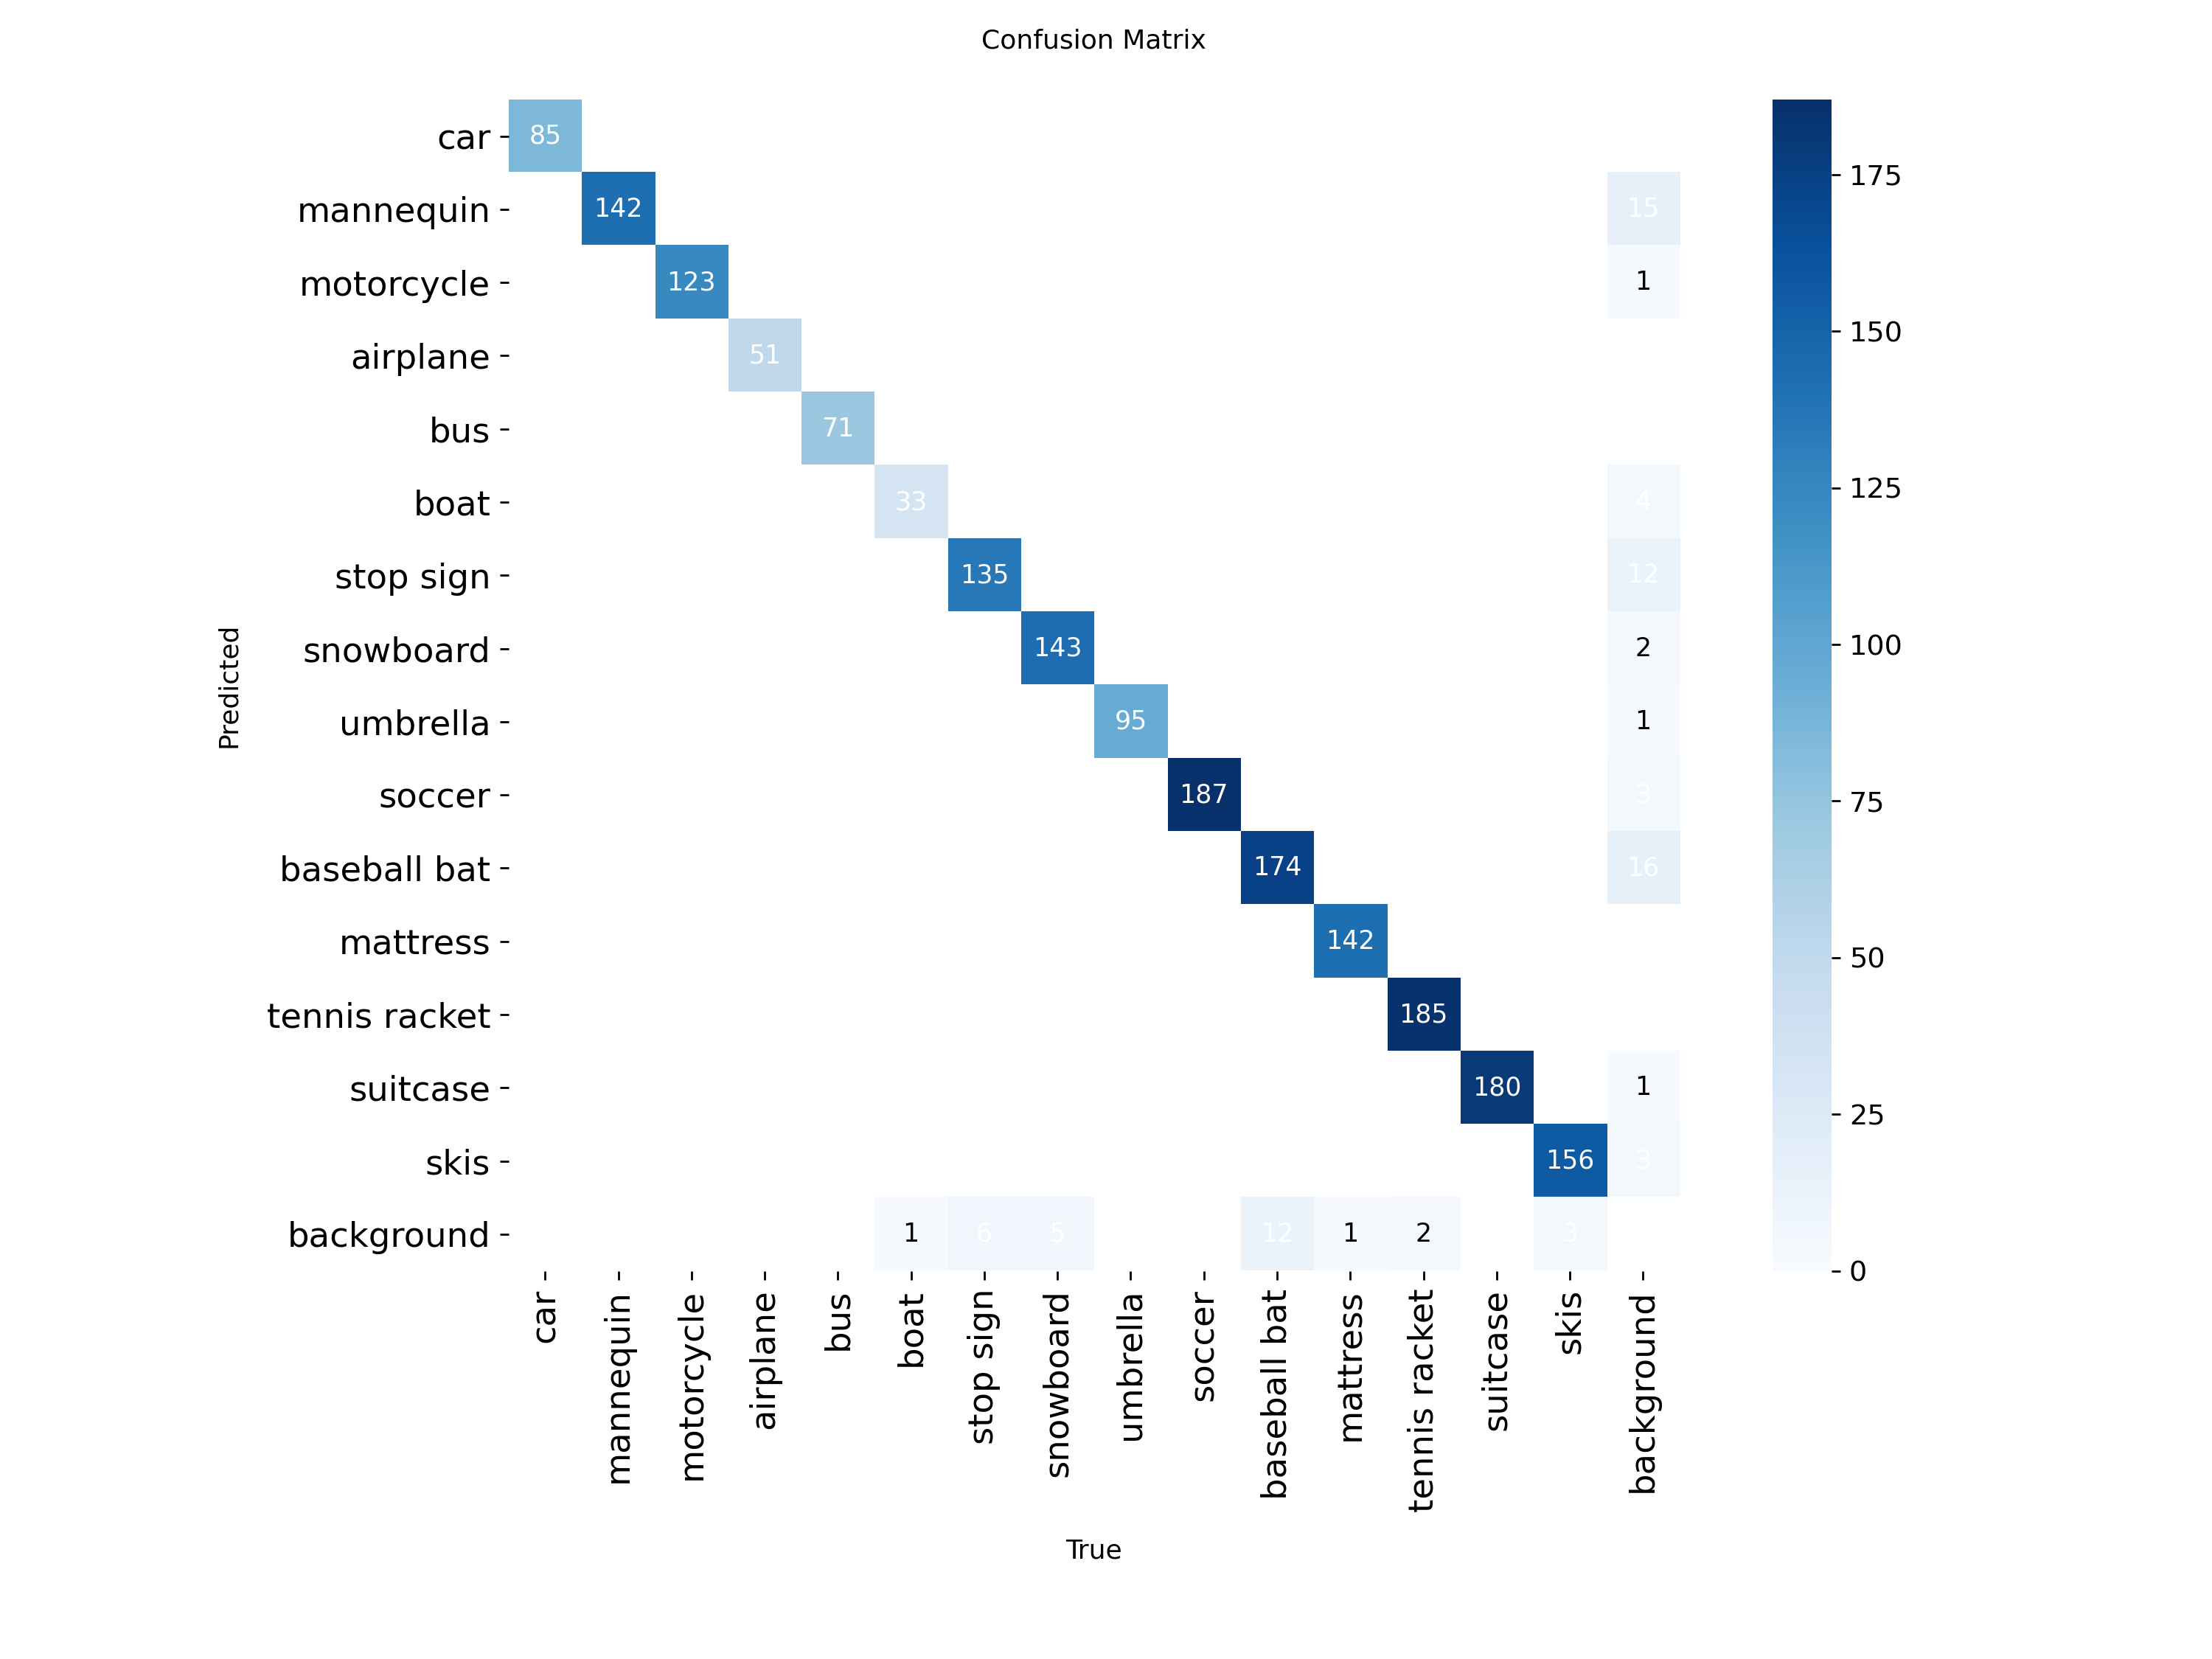 Confusion Matrix
car 85
mannequin 142 15
motorcycle 123 1
airplane 51
bus 71
boat 33 4
stop sign 135 12
snowboard 143 2
umbrella 95 1
soccer 187 3
baseball bat 174 16
mattress 142
tennis racket 185
suitcase 180 1
skis 156 3
background 1 6 5 12 1 2 3
Predicted
car
mannequin
motorcycle
airplane
bus
boat
stop sign
snowboard
umbrella
soccer
baseball bat
mattress
tennis racket
suitcase
skis
background
True
175
150
125
100
75
50
25
0